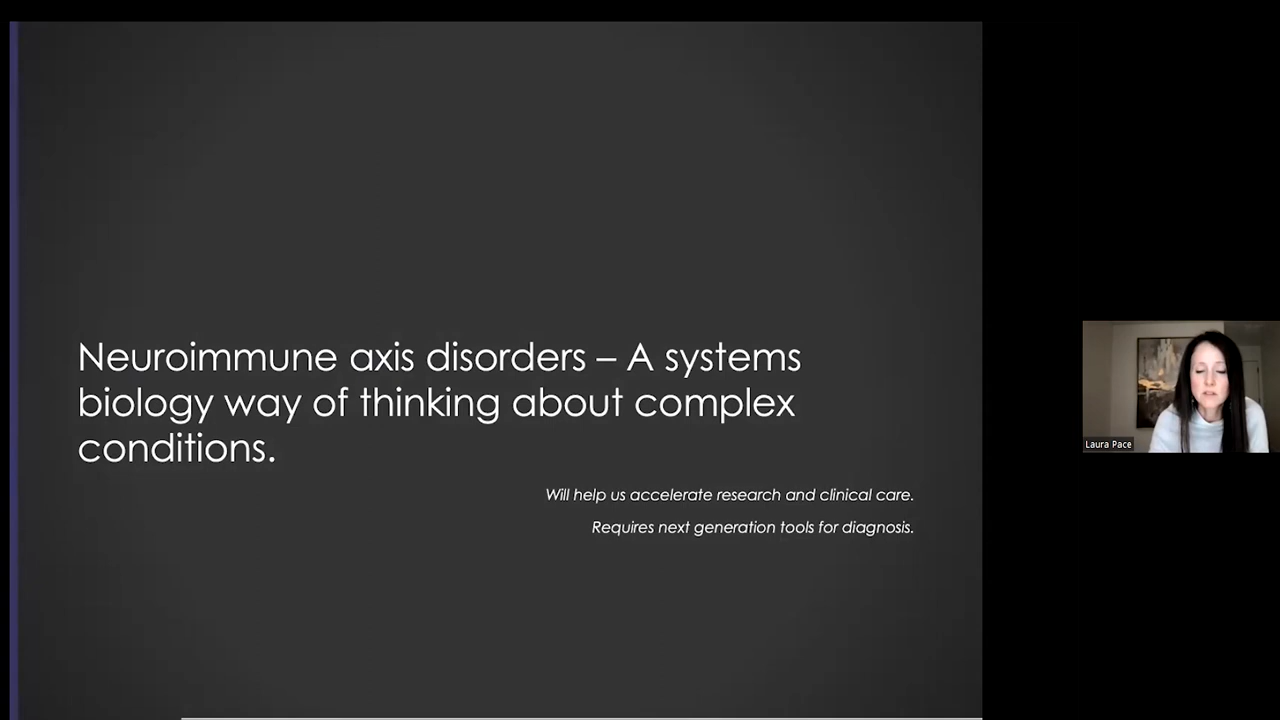 Neuroimmune axis disorders – A systems
biology way of thinking about complex
conditions.
Will help us accelerate research and clinical care.
Requires next generation tools for diagnosis.
Laura Pace